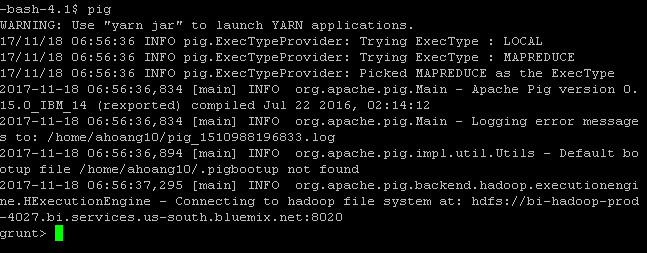 -bash-4.1$ pig
WARNING: Use "yarn jar" to launch YARN applications.
17/11/18 06:56:36 INFO pig.ExecTypeProvider: Trying ExecType : LOCAL
17/11/18 06:56:36 INFO pig.ExecTypeProvider: Trying ExecType : MAPREDUCE
17/11/18 06:56:36 INFO pig.ExecTypeProvider: Picked MAPREDUCE as the ExecType
2017-11-18 06:56:36,834 [main] INFO  org.apache.pig.Main - Apache Pig version 0.
15.0_IBM_14 (rexported) compiled Jul 22 2016, 02:14:12
2017-11-18 06:56:36,834 [main] INFO  org.apache.pig.Main - Logging error message
s to: /home/ahoang10/pig_1510988196833.log
2017-11-18 06:56:36,894 [main] INFO  org.apache.pig.impl.util.Utils - Default bo
otup file /home/ahoang10/.pigbootup not found
2017-11-18 06:56:37,295 [main] INFO  org.apache.pig.backend.hadoop.executionengi
ne.HExecutionEngine - Connecting to hadoop file system at: hdfs://bi-hadoop-prod
-4027.bi.services.us-south.bluemix.net:8020
grunt>